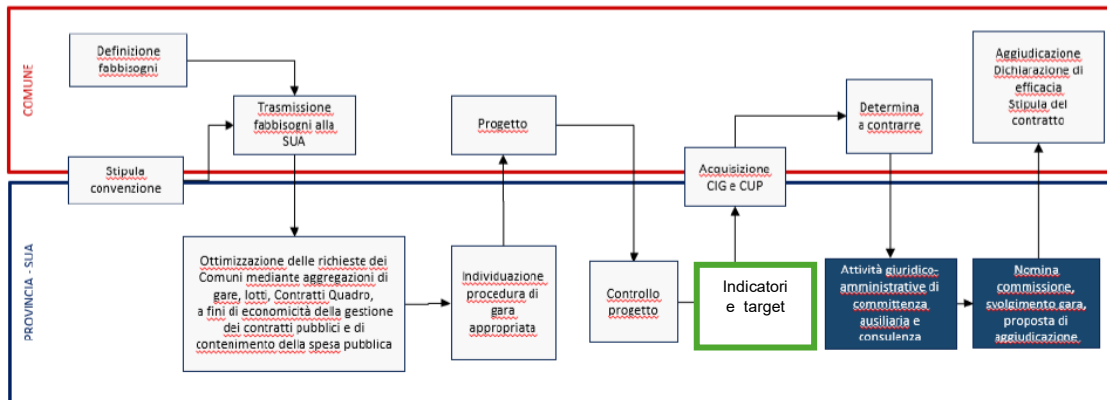 COMUNE
Definizione
fabbisogni
Trasmissione
fabbisogni alla
SUA
Stipula
convenzione
Progetto
Acquisizione
CIG e CUP
Determina
a contrarre
Aggiudicazione
Dichiarazione di
efficacia
Stipula del
contratto
PROVINCIA - SUA
Ottimizzazione delle richieste dei
Comuni mediante aggregazioni di
gare, lotti, Contratti Quadro,
a fini di economicità della gestione
dei contratti pubblici e di
contenimento della spesa pubblica
Individuazione
procedura di
gara
appropriata
Controllo
progetto
Indicatori
e target
Attività giuridico-
amministrative di
committenza
ausiliaria e
consulenza
Nomina
commissione,
svolgimento gara,
proposta di
aggiudicazione